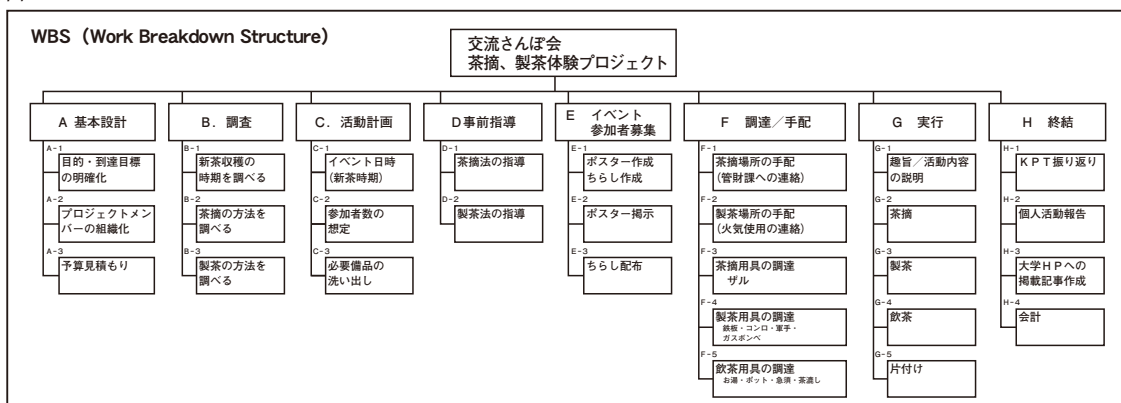 WBS（Work Breakdown Structure）
交流さんぽ会
茶摘、製茶体験プロジェクト
A 基本設計
A-1
目的・到達目標
の明確化
A-2
プロジェクトメン
バーの組織化
A-3
予算見積もり
B．調査
B-1
新茶収穫の
時期を調べる
B-2
茶摘の方法を
調べる
B-3
製茶の方法を
調べる
C．活動計画
C-1
イベント日時
(新茶時期)
C-2
参加者数の
想定
C-3
必要備品の
洗い出し
D事前指導
D-1
茶摘法の指導
D-2
製茶法の指導
E イベント
参加者募集
E-1
ポスター作成
ちらし作成
E-2
ポスター掲示
E-3
ちらし配布
F 調達／手配
F-1
茶摘場所の手配
(管財課への連絡)
F-2
製茶場所の手配
(火気使用の連絡)
F-3
茶摘用具の調達
ザル
F-4
製茶用具の調達
鉄板・コンロ・軍手・
ガスボンベ
F-5
飲茶用具の調達
お湯・ポット・急須・茶漉し
G 実行
G-1
趣旨／活動内容
の説明
G-2
茶摘
G-3
製茶
G-4
飲茶
G-5
片付け
H 終結
H-1
KPT振り返り
H-2
個人活動報告
H-3
大学HPへの
掲載記事作成
H-4
会計